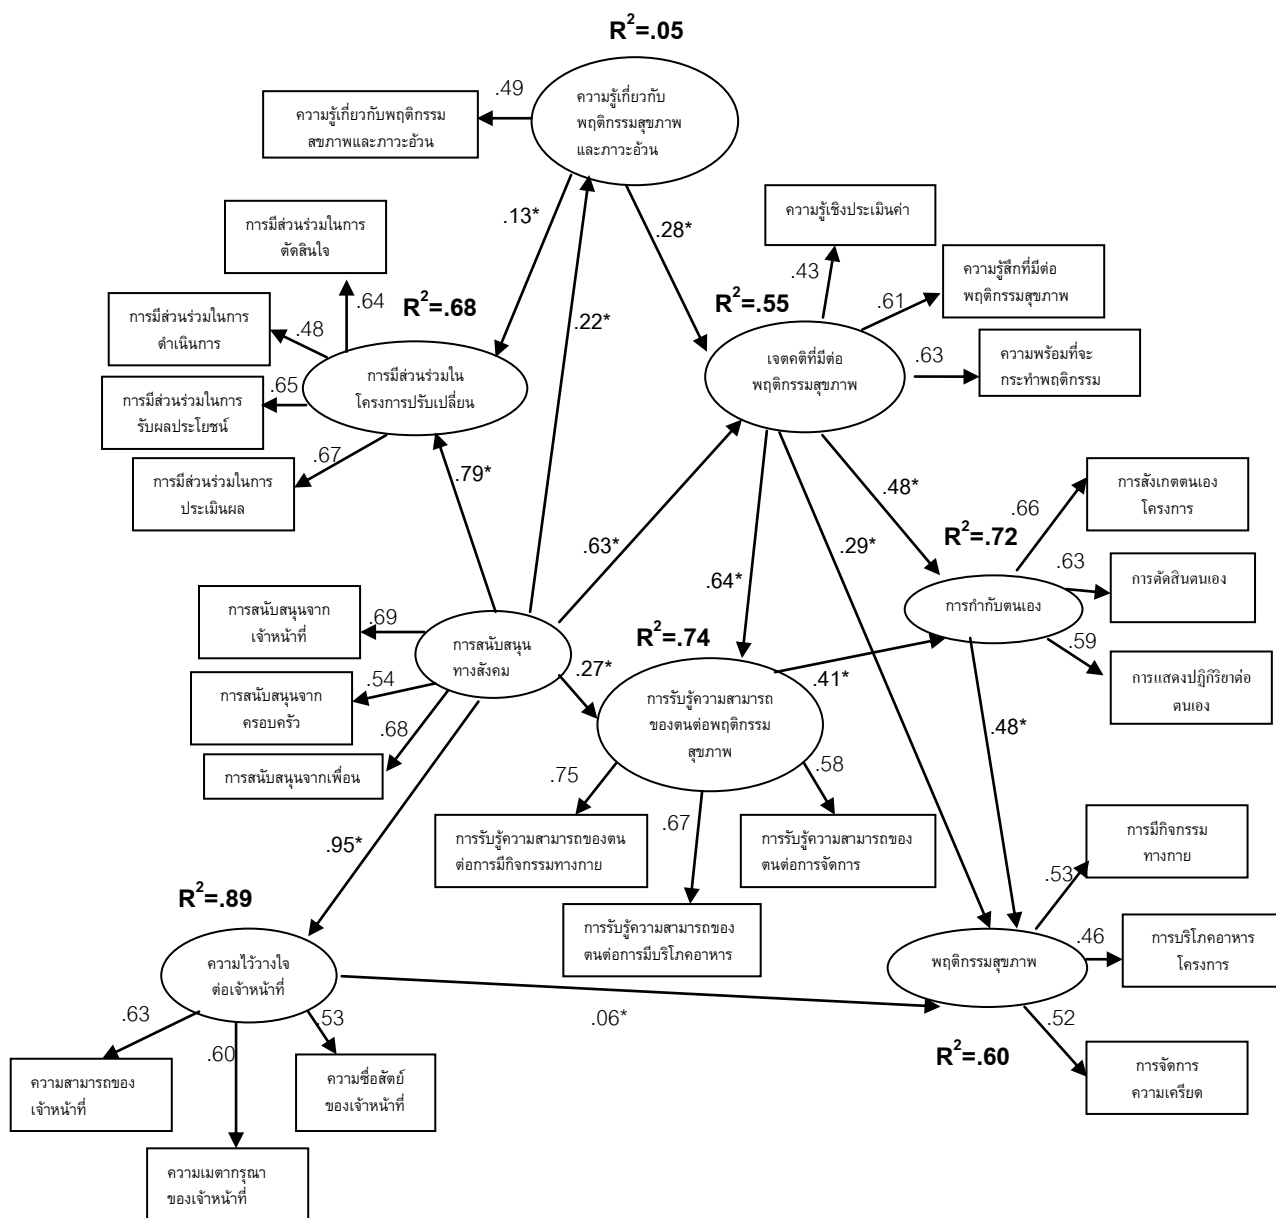 R²=.05
.49
ความรู้เกี่ยวกับ
พฤติกรรมสุขภาพ
และภาวะอ้วน
ความรู้เกี่ยวกับพฤติกรรม
สขภาพและภาวะอ้วน
.13*
.28*
.22*
ความรู้เชิงประเมินค่า
.43
ความรู้สึกที่มีต่อ
พฤติกรรมสุขภาพ
.61
ความพร้อมที่จะ
กระทำพฤติกรรม
.63
R²=.55
เจตคติที่มีต่อ
พฤติกรรมสุขภาพ
การมีส่วนร่วมในการ
ตัดสินใจ
.64
R²=.68
การมีส่วนร่วมในการ
ดำเนินการ
.48
การมีส่วนร่วมใน
โครงการปรับเปลี่ยน
การมีส่วนร่วมในการ
รับผลประโยชน์
.65
การมีส่วนร่วมในการ
ประเมินผล
.67
.79*
.63*
.64*
.29*
.48*
การสังเกตตนเอง
โครงการ
.66
R²=.72
.63
การตัดสินตนเอง
การกำกับตนเอง
.59
การแสดงปฏิกิริยาต่อ
ตนเอง
การสนับสนุนจาก
เจ้าหน้าที่
.69
การสนับสนุน
ทางสังคม
การสนับสนุนจาก
ครอบครัว
.54
การสนับสนุนจากเพื่อน
.68
.27*
R²=.74
การรับรู้ความสามารถ
ของตนต่อพฤติกรรม
สุขภาพ
.41*
.48*
.75
.67
.58
การรับรู้ความสามารถของตน
ต่อการมีกิจกรรมทางกาย
การรับรู้ความสามารถของ
ตนต่อการจัดการ
การรับรู้ความสามารถของ
ตนต่อการมีบริโภคอาหาร
.95*
R²=.89
ความไว้วางใจ
ต่อเจ้าหน้าที่
.06*
การมีกิจกรรม
ทางกาย
.53
.46
การบริโภคอาหาร
โครงการ
พฤติกรรมสุขภาพ
.52
R²=.60
การจัดการ
ความเครียด
.63
.60
.53
ความสามารถของ
เจ้าหน้าที่
ความซื่อสัตย์
ของเจ้าหน้าที่
ความเมตากรุณา
ของเจ้าหน้าที่